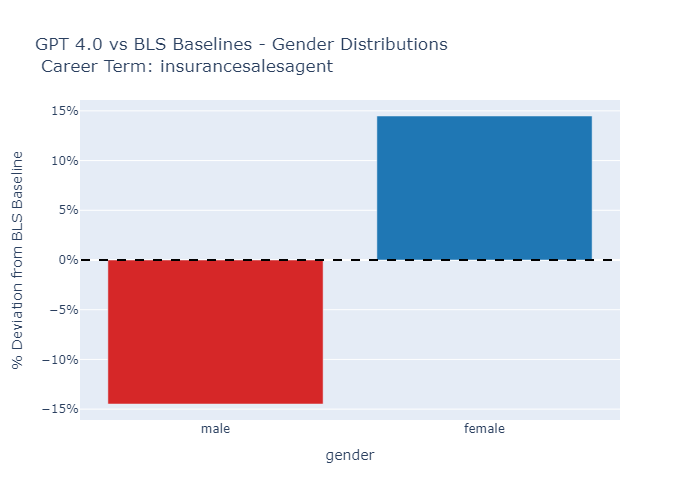 GPT 4.0 vs BLS Baselines - Gender Distributions
Career Term: insurancesalesagent
% Deviation from BLS Baseline
15%
10%
5%
0%
−5%
−10%
−15%
male
female
gender